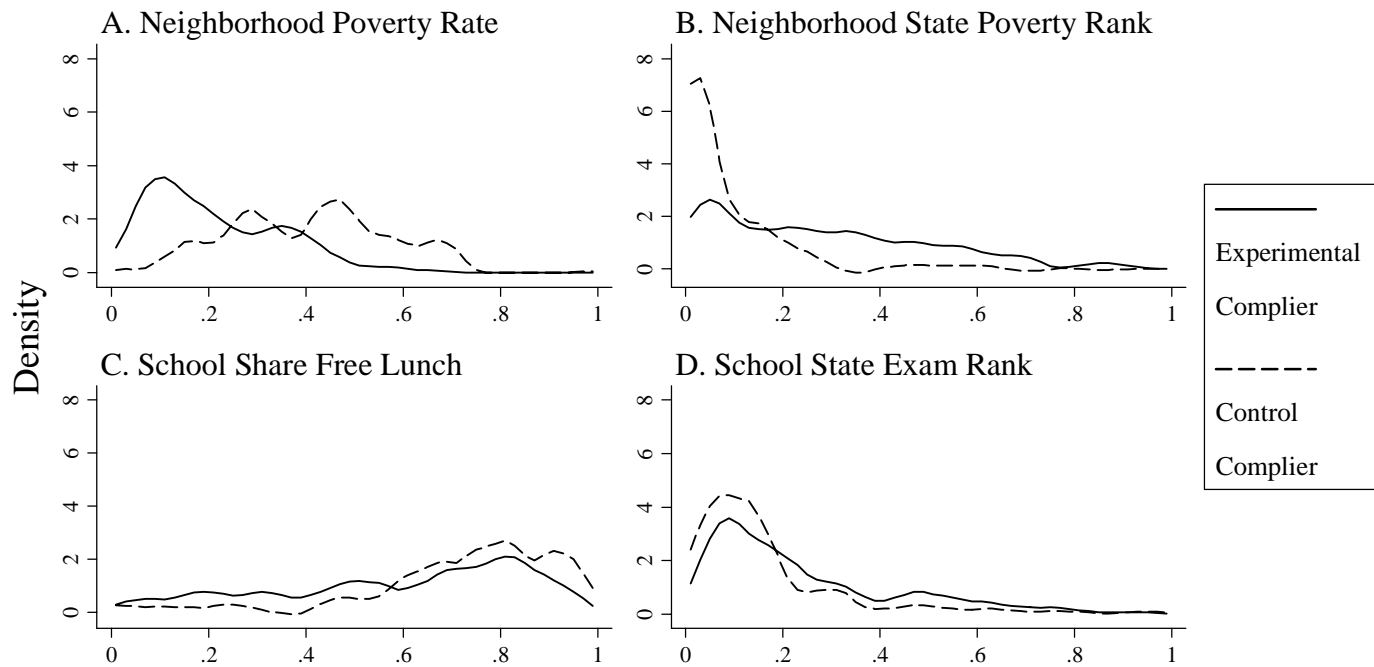 A. Neighborhood Poverty Rate
B. Neighborhood State Poverty Rank
8
6
4
2
0
0 .2 .4 .6 .8 1
8
6
4
2
0
0 .2 .4 .6 .8 1
Density
C. School Share Free Lunch
D. School State Exam Rank
8
6
4
2
0
0 .2 .4 .6 .8 1
8
6
4
2
0
0 .2 .4 .6 .8 1
Experimental
Complier
Control
Complier